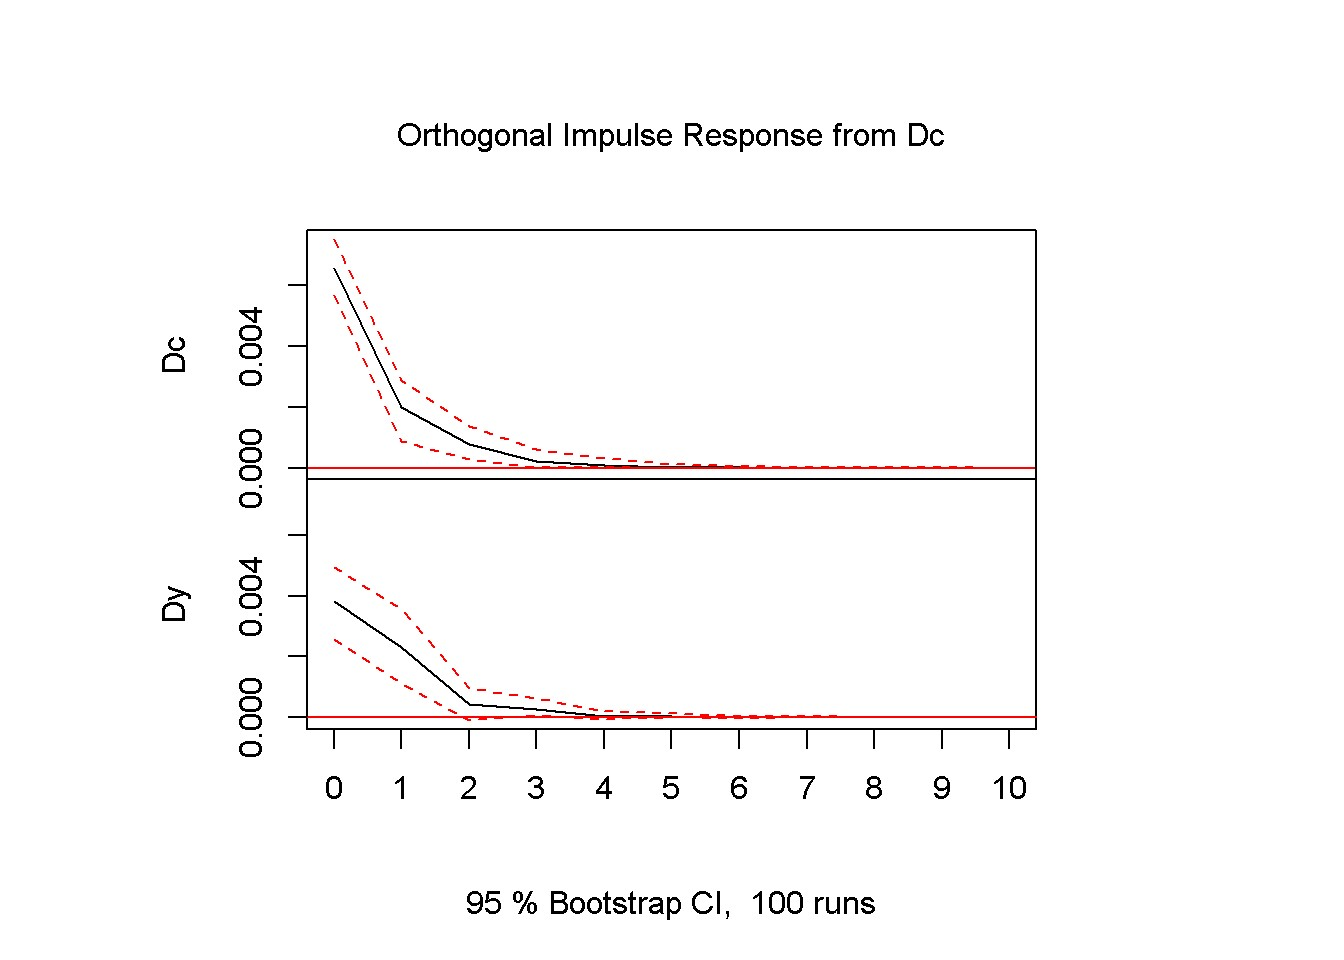 Orthogonal Impulse Response from Dc
Dc
0.004
0.000
Dy
0.004
0.000
0 1 2 3 4 5 6 7 8 9 10
95 % Bootstrap CI,  100 runs